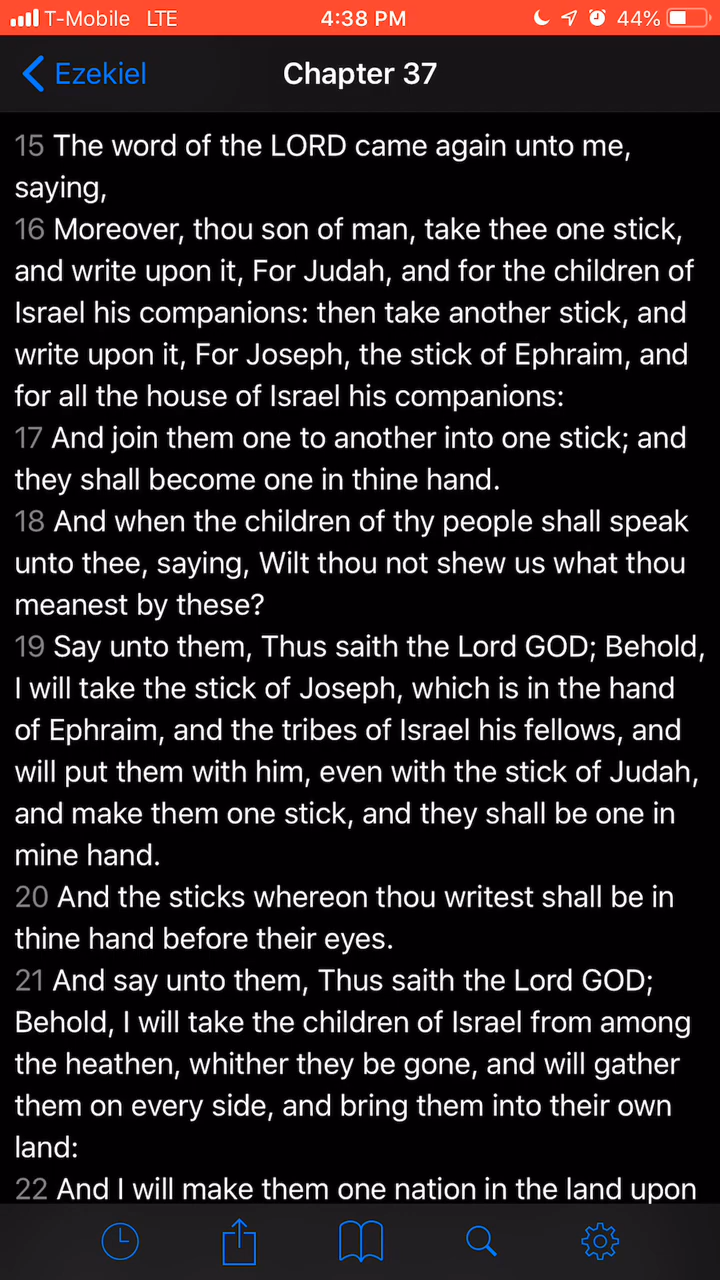 T-Mobile LTE 4:38 PM 44%
Ezekiel Chapter 37
15 The word of the LORD came again unto me,
saying,
16 Moreover, thou son of man, take thee one stick,
and write upon it, For Judah, and for the children of
Israel his companions: then take another stick, and
write upon it, For Joseph, the stick of Ephraim, and
for all the house of Israel his companions:
17 And join them one to another into one stick; and
they shall become one in thine hand.
18 And when the children of thy people shall speak
unto thee, saying, Wilt thou not shew us what thou
meanest by these?
19 Say unto them, Thus saith the Lord GOD; Behold,
I will take the stick of Joseph, which is in the hand
of Ephraim, and the tribes of Israel his fellows, and
will put them with him, even with the stick of Judah,
and make them one stick, and they shall be one in
mine hand.
20 And the sticks whereon thou writest shall be in
thine hand before their eyes.
21 And say unto them, Thus saith the Lord GOD;
Behold, I will take the children of Israel from among
the heathen, whither they be gone, and will gather
them on every side, and bring them into their own
land:
22 And I will make them one nation in the land upon